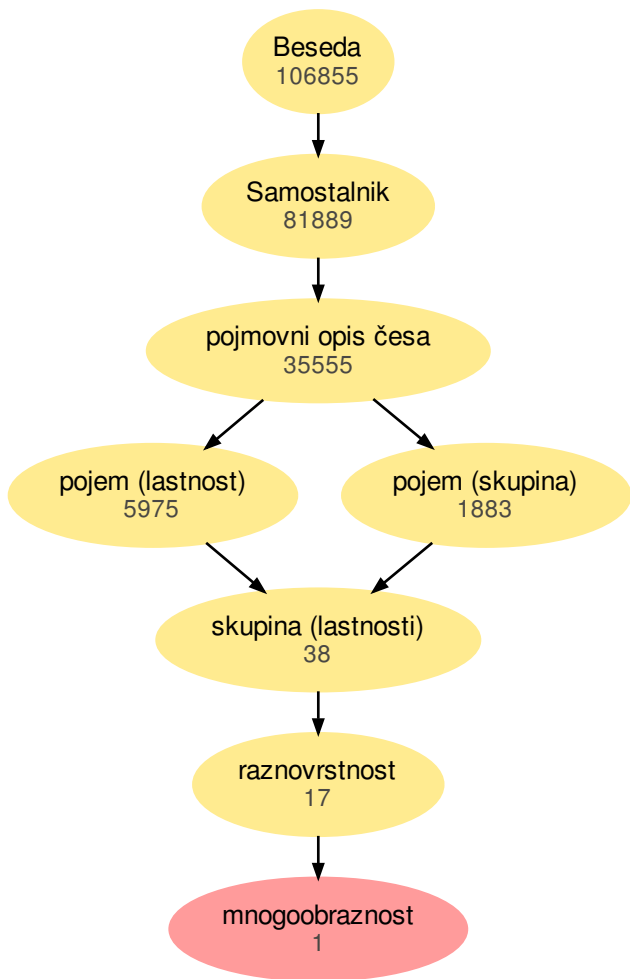 Beseda
106855
Samostalnik
81889
pojmovni opis česa
35555
pojem (lastnost)
5975
pojem (skupina)
1883
skupina (lastnosti)
38
raznovrstnost
17
mnogoobraznost
1